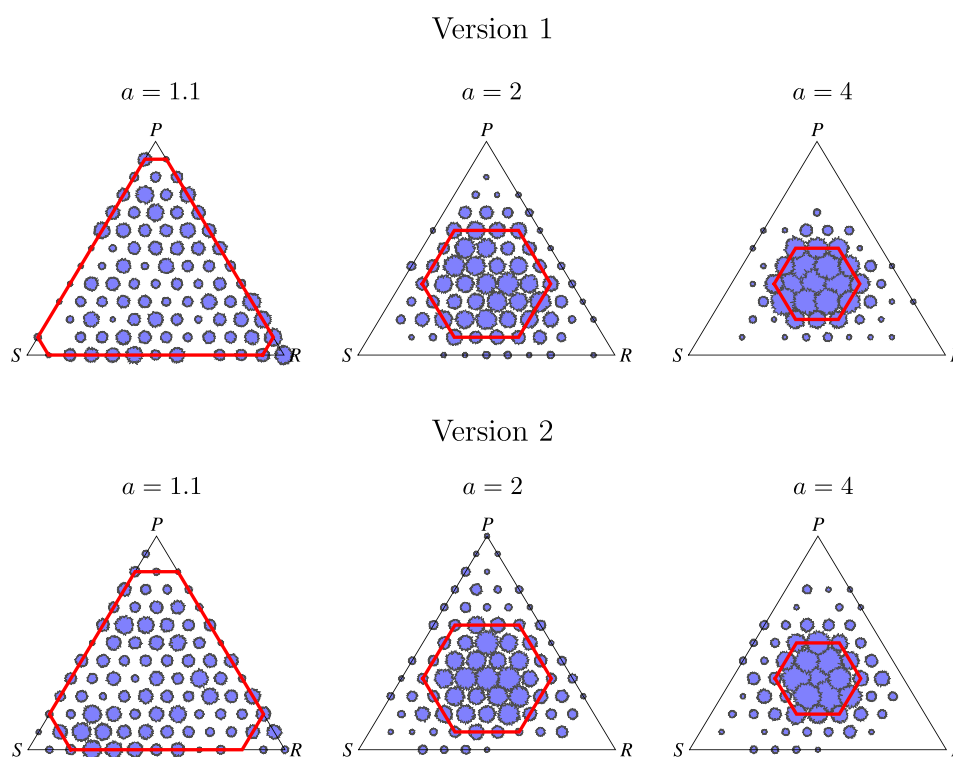 Version 1
a = 1.1
a = 2
a = 4
P
P
P
S
R
S
R
S
Version 2
a = 1.1
a = 2
a = 4
P
P
P
S
R
S
R
S